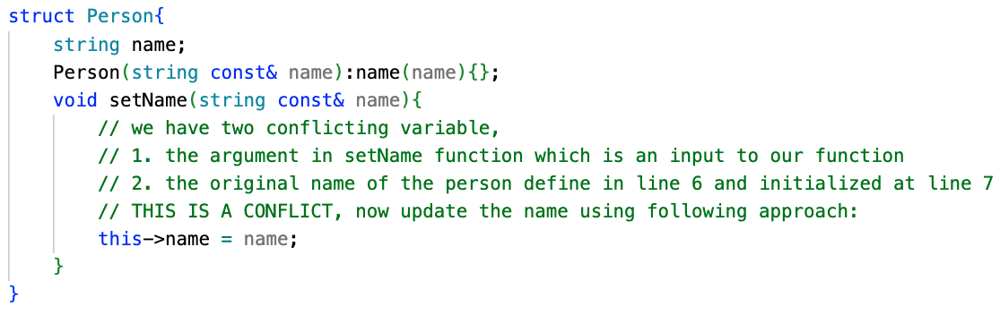 struct Person{
    string name;
    Person(string const& name):name(name){};
    void setName(string const& name){
        // we have two conflicting variable,
        // 1. the argument in setName function which is an input to our function
        // 2. the original name of the person define in line 6 and initialized at line 7
        // THIS IS A CONFLICT, now update the name using following approach:
        this->name = name;
    }
}